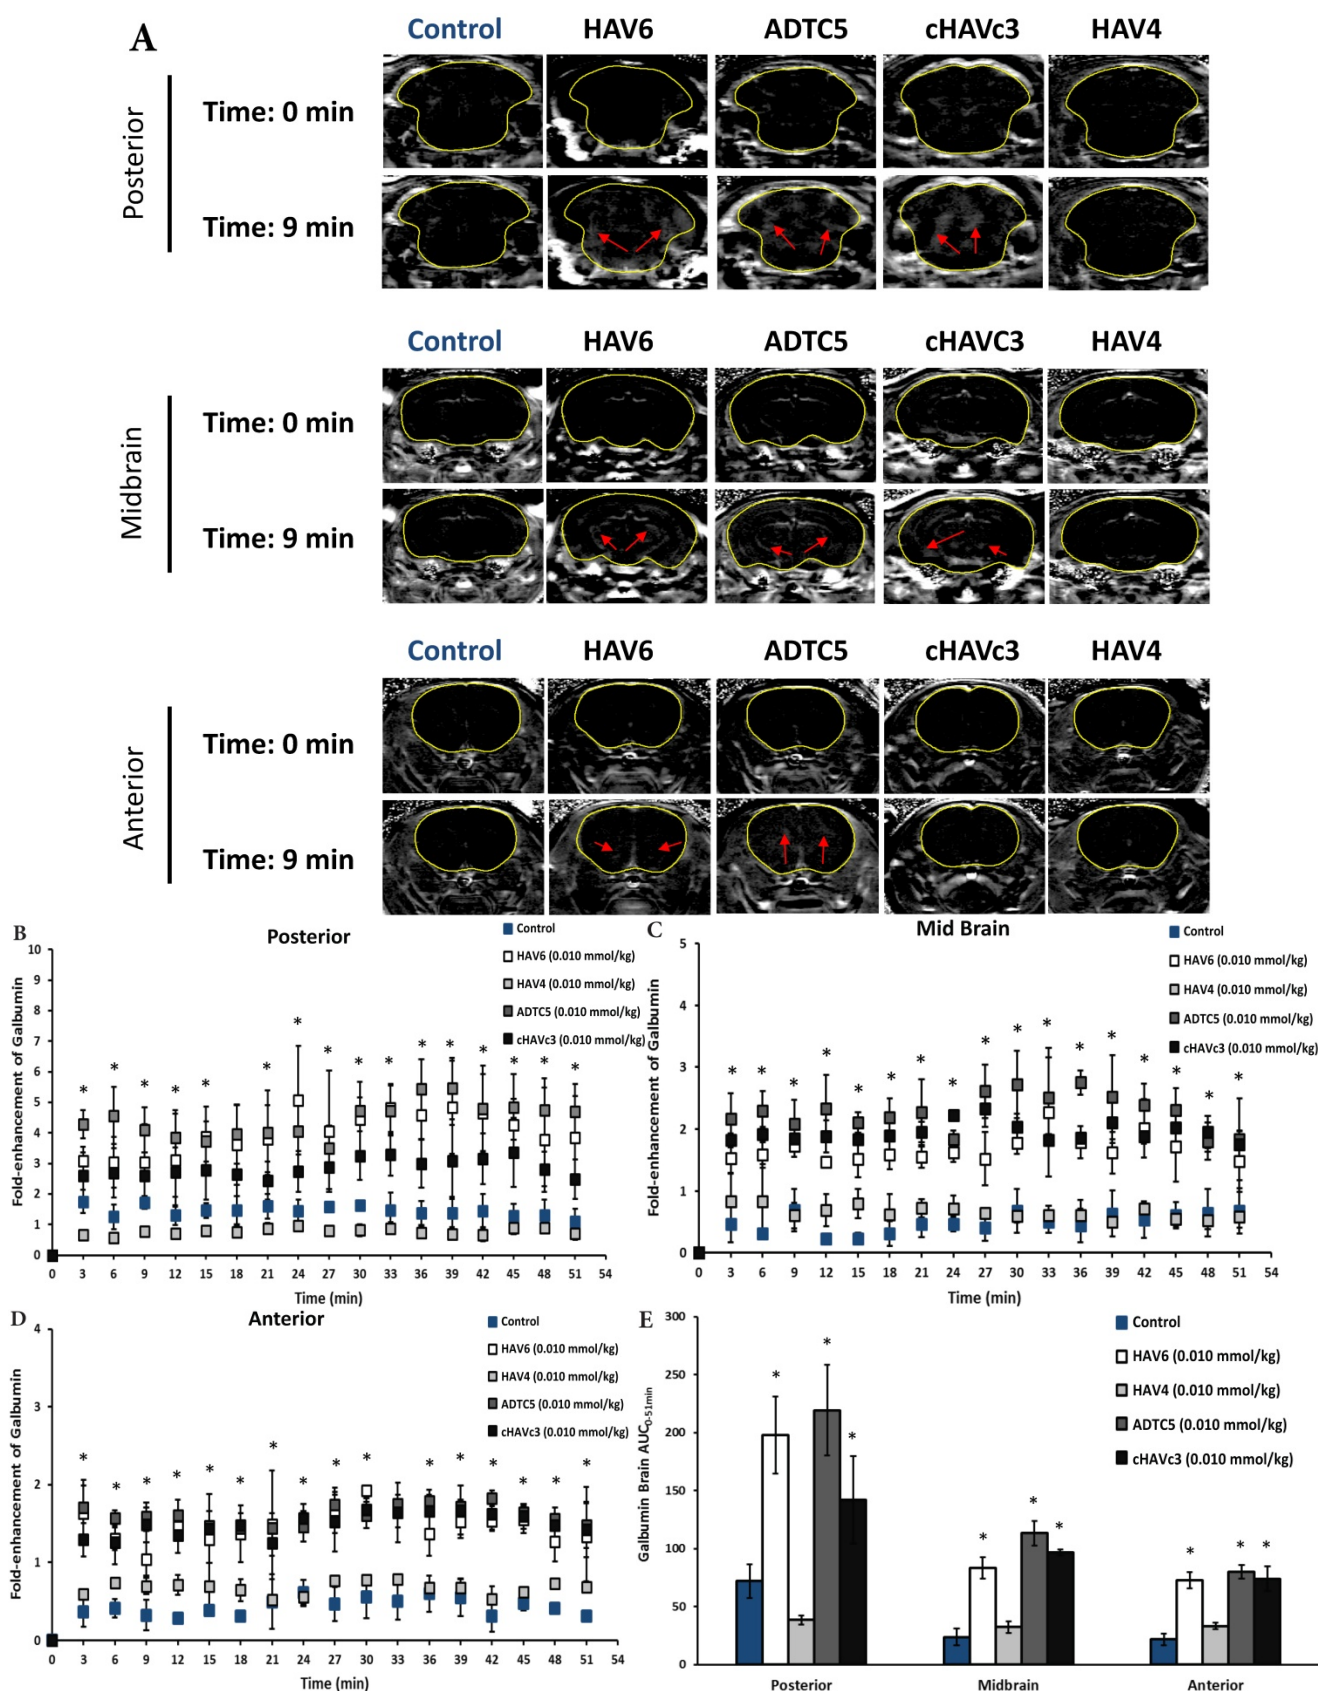 A
Control HAV6 ADTC5 cHAVc3 HAV4
Posterior
Time: 0 min
Time: 9 min
Control HAV6 ADTC5 cHAVC3 HAV4
Midbrain
Time: 0 min
Time: 9 min
Control HAV6 ADTC5 cHAVc3 HAV4
Anterior
Time: 0 min
Time: 9 min
B
Posterior
Fold-enhancement of Galbumin
10
9
8
7
6
5
4
3
2
1
0
Control
HAV6 (0.010 mmol/kg)
HAV4 (0.010 mmol/kg)
ADTC5 (0.010 mmol/kg)
cHAVc3 (0.010 mmol/kg)
* * * * * * * * * * * * * * * *
0 3 6 9 12 15 18 21 24 27 30 33 36 39 42 45 48 51 54
Time (min)
C
Mid Brain
Fold-enhancement of Galbumin
5
4
3
2
1
0
Control
HAV6 (0.010 mmol/kg)
HAV4 (0.010 mmol/kg)
ADTC5 (0.010 mmol/kg)
cHAVc3 (0.010 mmol/kg)
* * * * * * * * * * * * * * * * *
0 3 6 9 12 15 18 21 24 27 30 33 36 39 42 45 48 51 54
Time (min)
D
Anterior
Fold-enhancement of Galbumin
4
3
2
1
0
Control
HAV6 (0.010 mmol/kg)
HAV4 (0.010 mmol/kg)
ADTC5 (0.010 mmol/kg)
cHAVc3 (0.010 mmol/kg)
* * * * * * * * * * * * * * * *
0 3 6 9 12 15 18 21 24 27 30 33 36 39 42 45 48 51 54
Time (min)
E
Galbumin Brain AUC0-51min
300
250
200
150
100
50
0
Control
HAV6 (0.010 mmol/kg)
HAV4 (0.010 mmol/kg)
ADTC5 (0.010 mmol/kg)
cHAVc3 (0.010 mmol/kg)
* * * * * * * * *
Posterior Midbrain Anterior